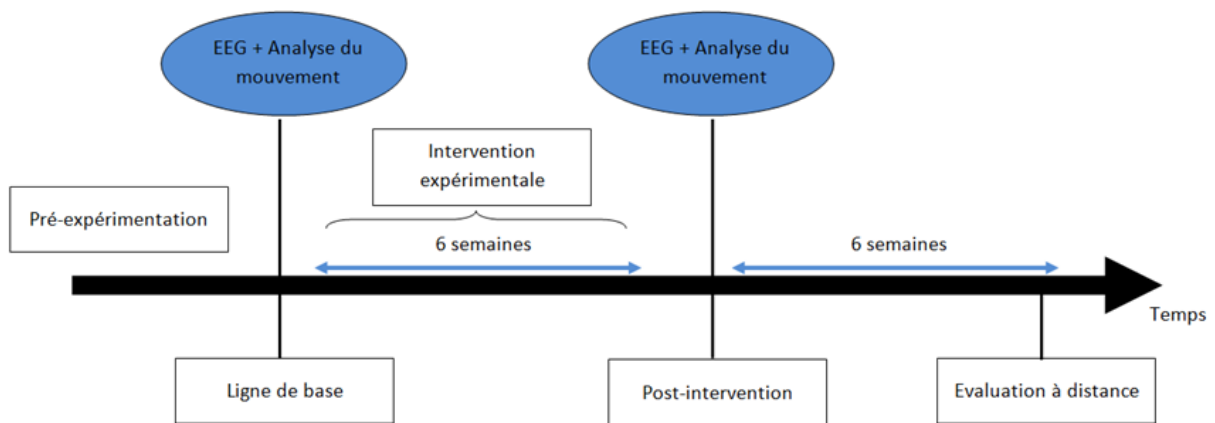 EEG + Analyse du
mouvement
EEG + Analyse du
mouvement
Intervention
expérimentale
Pré-expérimentation
6 semaines
6 semaines
Temps
Ligne de base
Post-intervention
Evaluation à distance